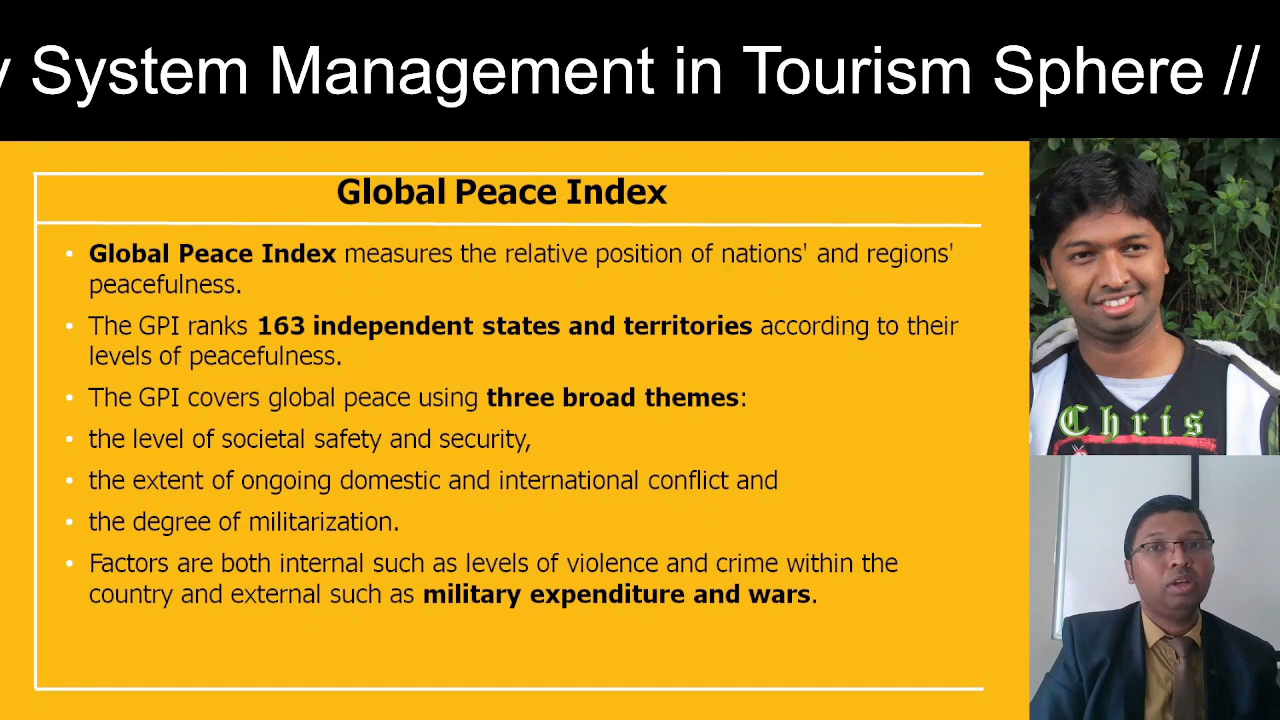 System Management in Tourism Sphere //
Global Peace Index
• Global Peace Index measures the relative position of nations' and regions'
peacefulness.
• The GPI ranks 163 independent states and territories according to their
levels of peacefulness.
• The GPI covers global peace using three broad themes:
• the level of societal safety and security,
• the extent of ongoing domestic and international conflict and
• the degree of militarization.
• Factors are both internal such as levels of violence and crime within the
country and external such as military expenditure and wars.
Chris